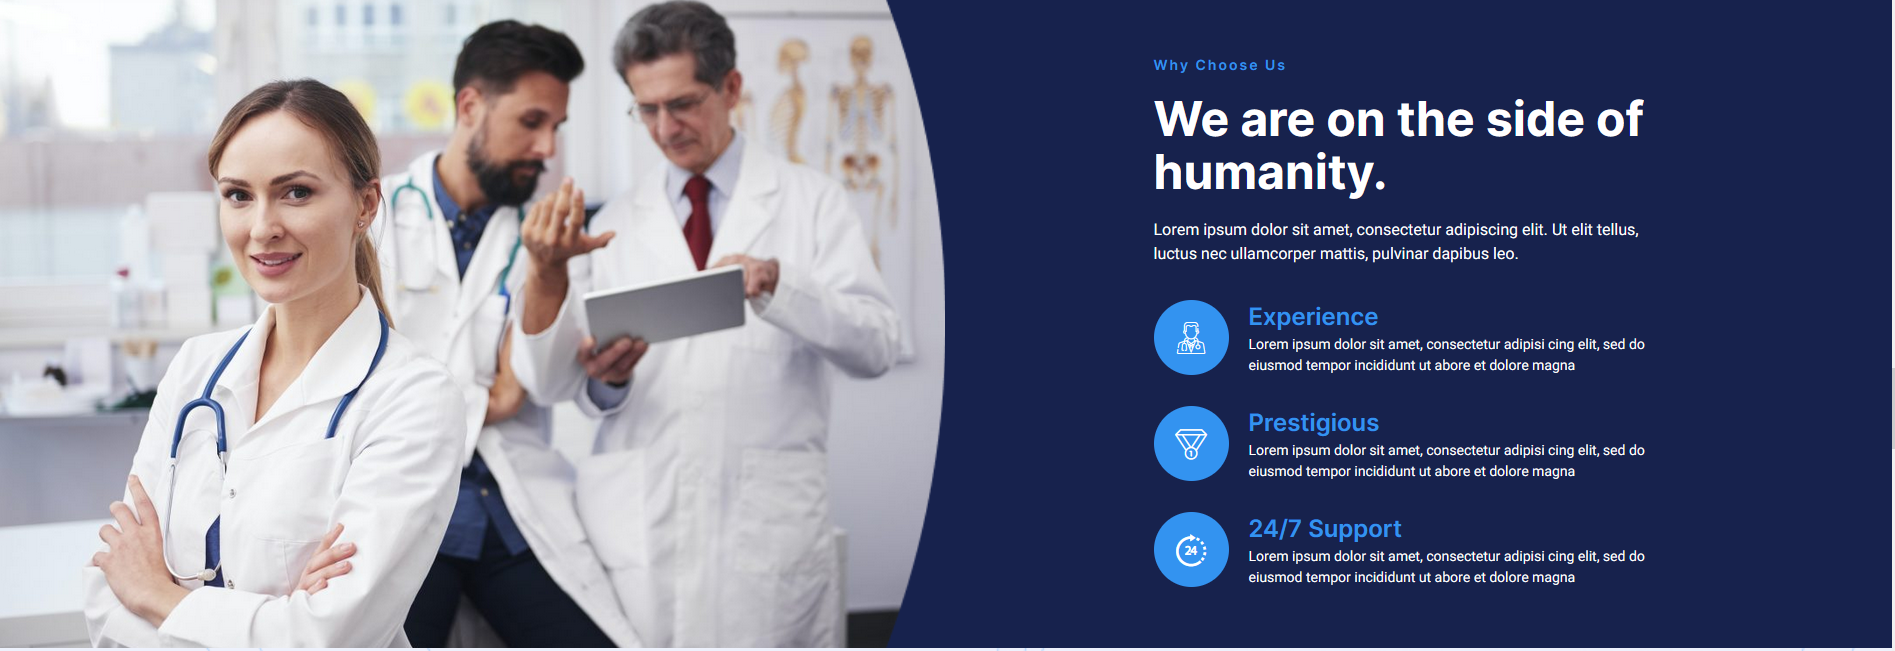 Why Choose Us
We are on the side of
humanity.
Lorem ipsum dolor sit amet, consectetur adipiscing elit. Ut elit tellus,
luctus nec ullamcorper mattis, pulvinar dapibus leo.
Experience
Lorem ipsum dolor sit amet, consectetur adipisi cing elit, sed do
eiusmod tempor incididunt ut abore et dolore magna
1
Prestigious
Lorem ipsum dolor sit amet, consectetur adipisi cing elit, sed do
eiusmod tempor incididunt ut abore et dolore magna
24
24/7 Support
Lorem ipsum dolor sit amet, consectetur adipisi cing elit, sed do
eiusmod tempor incididunt ut abore et dolore magna